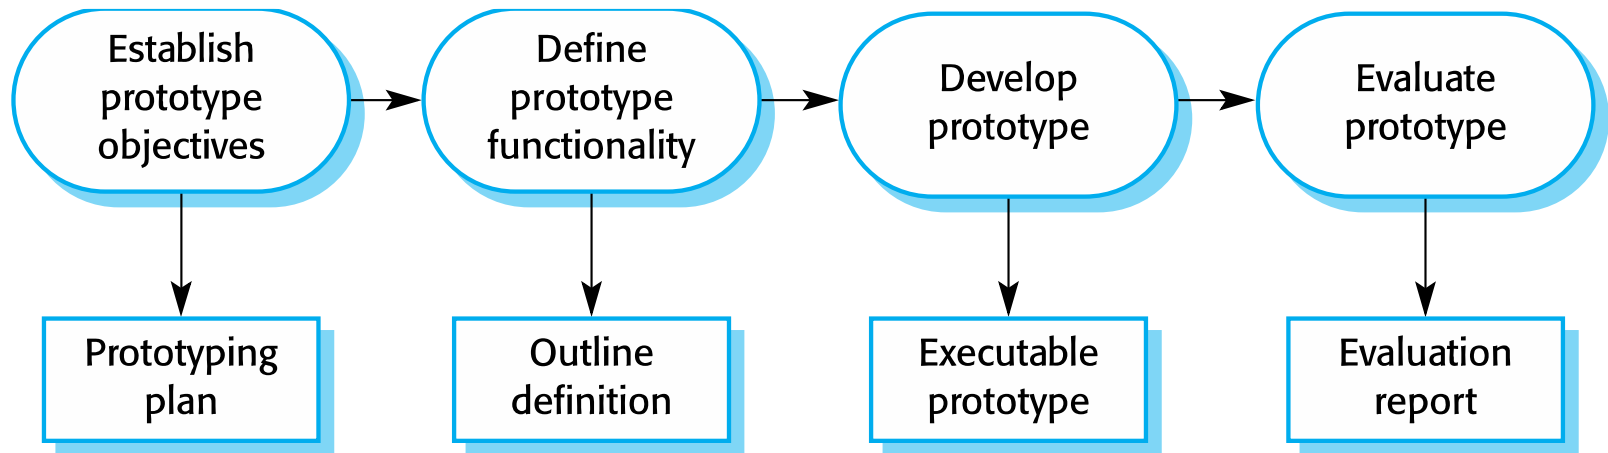 Establish
prototype
objectives
Define
prototype
functionality
Develop
prototype
Evaluate
prototype
Prototyping
plan
Outline
definition
Executable
prototype
Evaluation
report